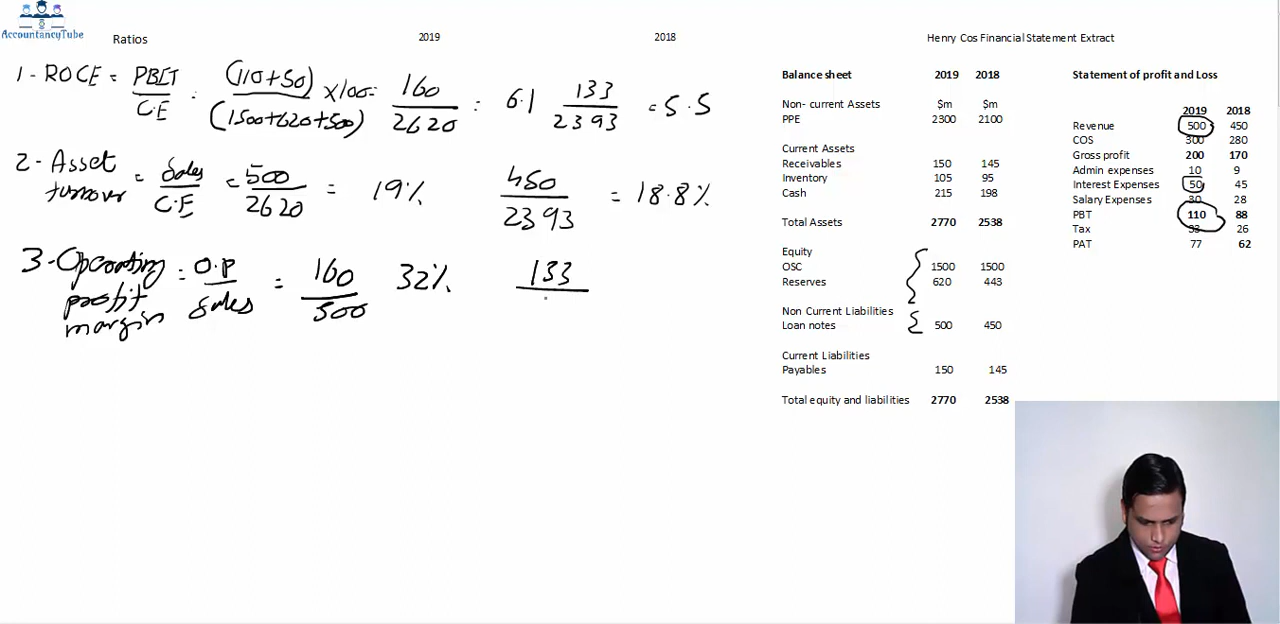 AccountancyTube
Ratios 2019 2018
Henry Cos Financial Statement Extract
1- ROCE = PBIT / C.E = (110+50) / (1500+620+500) x100= 160 / 2620 = 6.1 133 / 2393 = 5.5
2- Asset turnover = Sales / C.E = 500 / 2620 = 19% 450 / 2393 = 18.8%
3- Operating profit margin = O.P / Sales = 160 / 500 32% 133
Balance sheet 2019 2018
Non- current Assets $m $m
PPE 2300 2100
Current Assets
Receivables 150 145
Inventory 105 95
Cash 215 198
Total Assets 2770 2538
Equity
OSC 1500 1500
Reserves 620 443
Non Current Liabilities
Loan notes 500 450
Current Liabilities
Payables 150 145
Total equity and liabilities 2770 2538
Statement of profit and Loss
2019 2018
Revenue 500 450
COS 300 280
Gross profit 200 170
Admin expenses 10 9
Interest Expenses 50 45
Salary Expenses 30 28
PBT 110 88
Tax 33 26
PAT 77 62